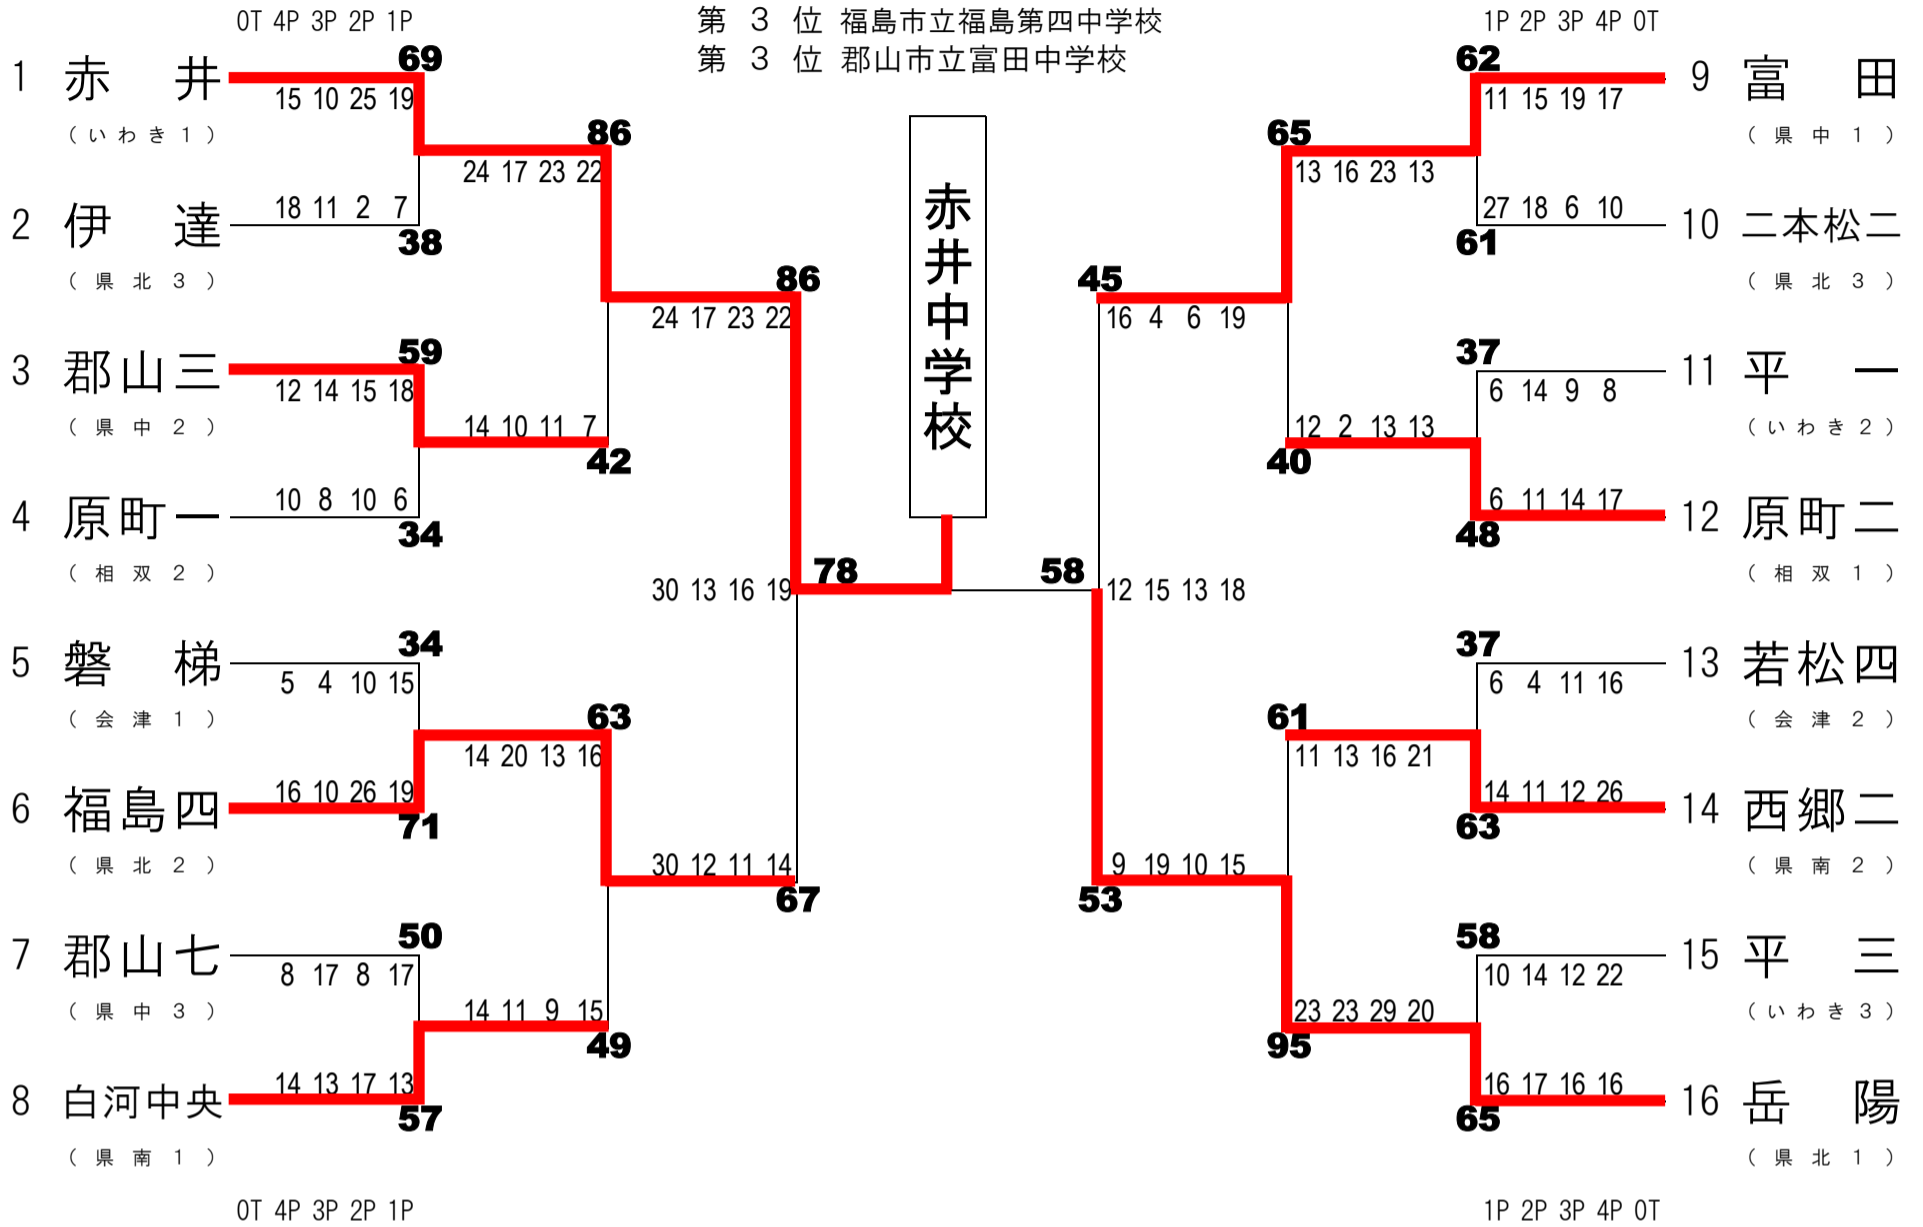 OT 4P 3P 2P 1P
第 3 位 福島市立福島第四中学校
第 3 位 郡山市立富田中学校
1P 2P 3P 4P OT
赤井中学校
1 赤井 69
15 10 25 19
(いわき1)
86
24 17 23 22
18 11 2 7
2 伊達 38
(県北3)
86
24 17 23 22
3 郡山三 59
12 14 15 18
(県中2)
14 10 11 7
42
10 8 10 6
4 原町一 34
(相双2)
78
30 13 16 19
5 磐梯 34
5 4 10 15
(会津1)
63
14 20 13 16
16 10 26 19
6 福島四 71
(県北2)
30 12 11 14
67
7 郡山七 50
8 17 8 17
(県中3)
14 11 9 15
49
14 13 17 13
8 白河中央 57
(県南1)
OT 4P 3P 2P 1P
62 9 富田
11 15 19 17
(県中1)
65
13 16 23 13
27 18 6 10
61 10 二本松二
(県北3)
45
16 4 6 19
37 11 平一
6 14 9 8
(いわき2)
12 2 13 13
40
6 11 14 17
48 12 原町二
(相双1)
58
12 15 13 18
37 13 若松四
6 4 11 16
(会津2)
61
11 13 16 21
14 11 12 26
63 14 西郷二
(県南2)
9 19 10 15
53
58 15 平三
10 14 12 22
(いわき3)
23 23 29 20
95
16 17 16 16
65 16 岳陽
(県北1)
1P 2P 3P 4P OT